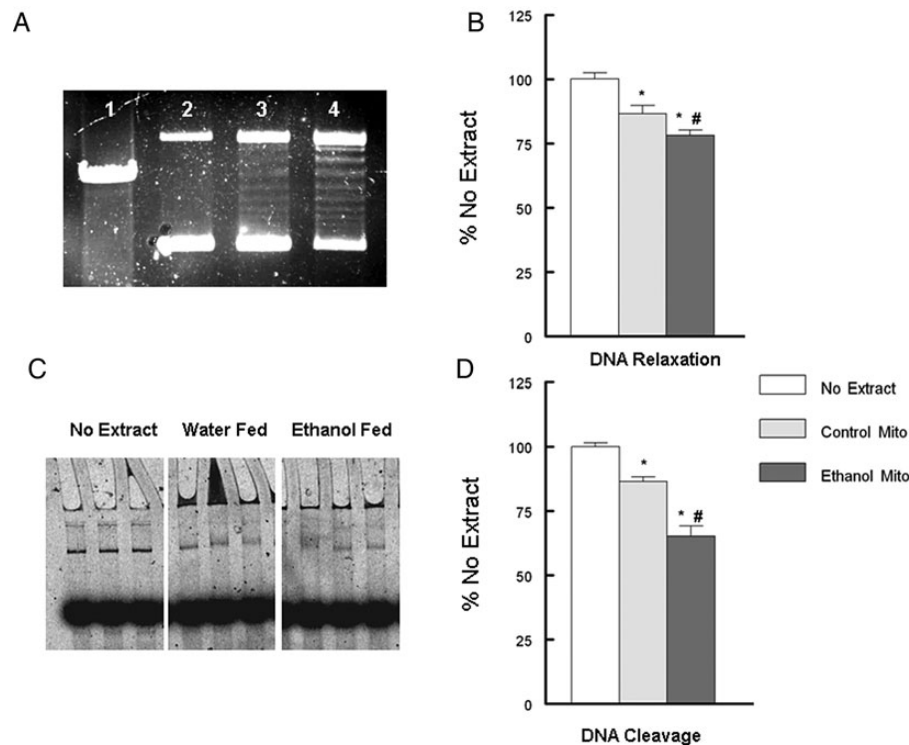 A
1 2 3 4
B
% No Extract
125
100
75
50
25
0
*
* #
DNA Relaxation
C
No Extract Water Fed Ethanol Fed
D
% No Extract
125
100
75
50
25
0
*
* #
DNA Cleavage
No Extract
Control Mito
Ethanol Mito